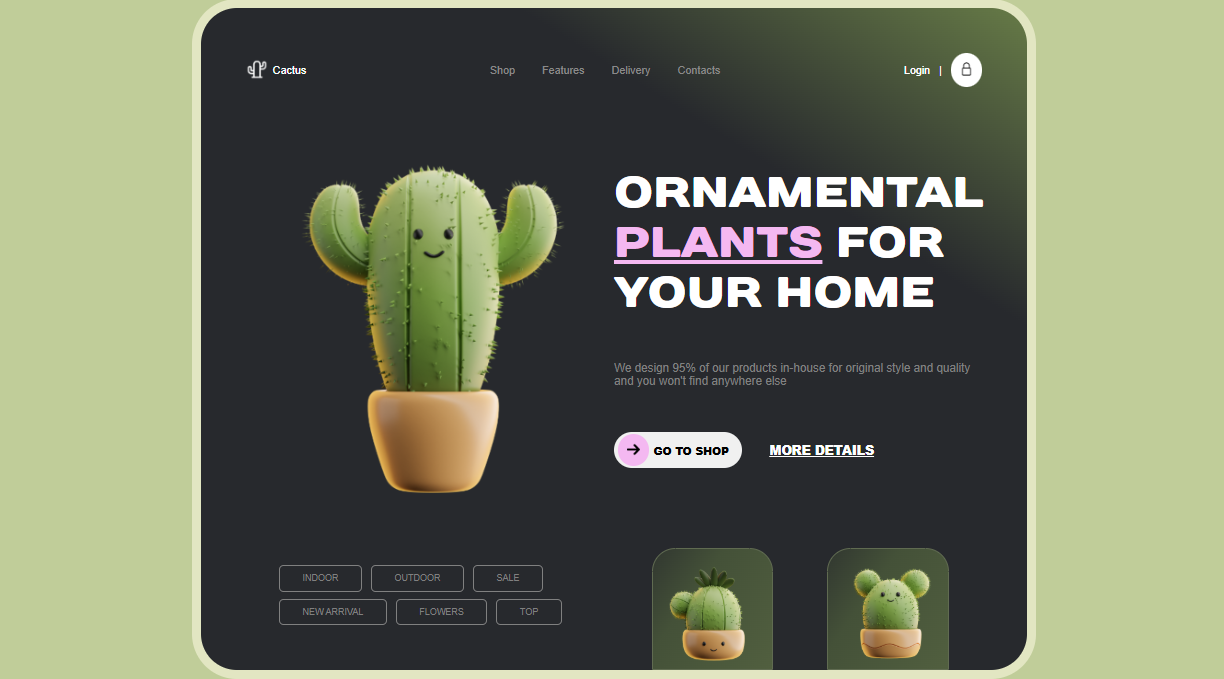 Cactus
Shop Features Delivery Contacts
Login |
ORNAMENTAL
PLANTS FOR
YOUR HOME
We design 95% of our products in-house for original style and quality
and you won't find anywhere else
GO TO SHOP
MORE DETAILS
INDOOR OUTDOOR SALE
NEW ARRIVAL FLOWERS TOP